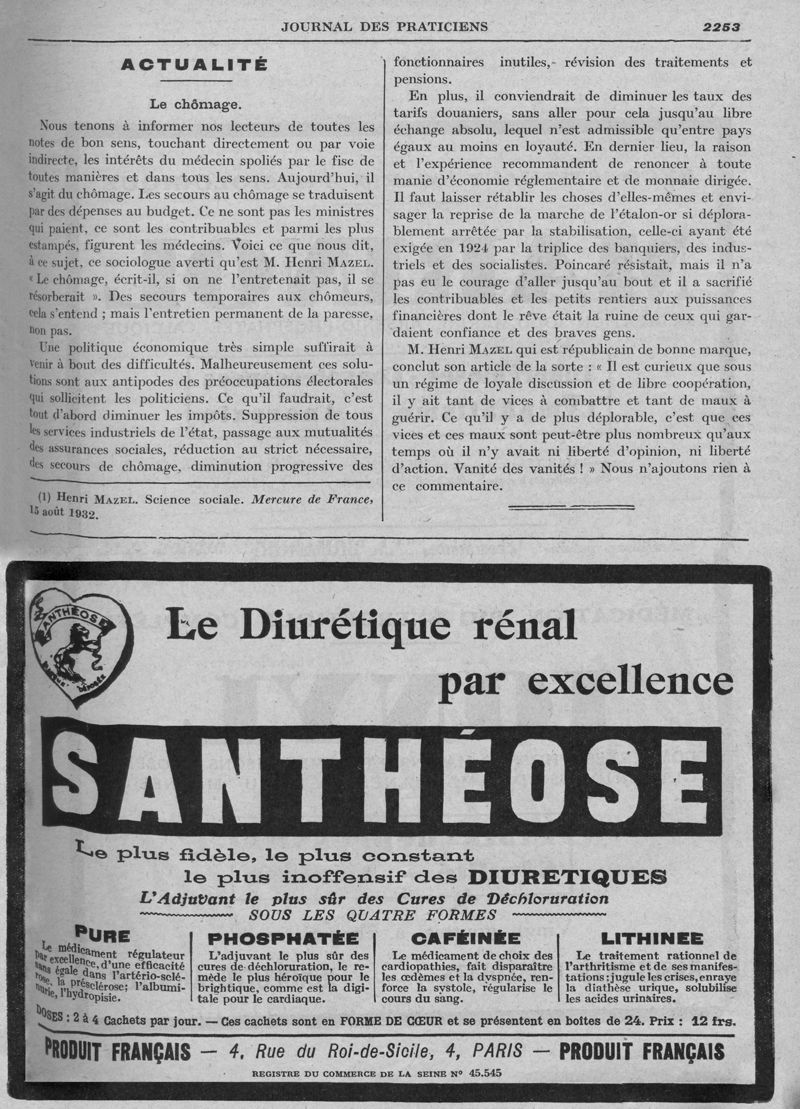 JOURNAL DES PRATICIENS 2253
ACTUALITÉ
Le chômage.
Nous tenons à informer nos lecteurs de toutes les
notes de bon sens, touchant directement ou par voie
indirecte, les intérêts du médecin spoliés par le fisc de
toutes manières et dans tous les sens. Aujourd'hui, il
s'agit du chômage. Les secours au chômage se traduisent
par des dépenses au budget. Ce ne sont pas les ministres
qui paient, ce sont les contribuables et parmi les plus
estampés, figurent les médecins. Voici ce que nous dit,
à ce sujet, ce sociologue averti qu'est M. Henri MAZEL.
« Le chômage, écrit-il, si on ne l'entretenait pas, il se
résorberait ». Des secours temporaires aux chômeurs,
cela s'entend ; mais l'entretien permanent de la paresse,
non pas.
Une politique économique très simple suffirait à
venir à bout des difficultés. Malheureusement ces solu-
tions sont aux antipodes des préoccupations électorales
qui sollicitent les politiciens. Ce qu'il faudrait, c'est
tout d'abord diminuer les impôts. Suppression de tous
les services industriels de l'état, passage aux mutualités
des assurances sociales, réduction au strict nécessaire,
des secours de chômage, diminution progressive des
(1) Henri MAZEL. Science sociale. Mercure de France,
15 août 1932.
fonctionnaires inutiles,- révision des traitements et
pensions.
En plus, il conviendrait de diminuer les taux des
tarifs douaniers, sans aller pour cela jusqu'au libre
échange absolu, lequel n'est admissible qu'entre pays
égaux au moins en loyauté. En dernier lieu, la raison
et l'expérience recommandent de renoncer à toute
manie d'économie réglementaire et de monnaie dirigée.
Il faut laisser rétablir les choses d'elles-mêmes et envi-
sager la reprise de la marche de l'étalon-or si déplora-
blement arrêtée par la stabilisation, celle-ci ayant été
exigée en 1924 par la triplice des banquiers, des indus-
triels et des socialistes. Poincaré résistait, mais il n'a
pas eu le courage d'aller jusqu'au bout et il a sacrifié
les contribuables et les petits rentiers aux puissances
financières dont le rêve était la ruine de ceux qui gar-
daient confiance et des braves gens.
M. Henri MAZEL qui est républicain de bonne marque,
conclut son article de la sorte : « Il est curieux que sous
un régime de loyale discussion et de libre coopération,
il y ait tant de vices à combattre et tant de maux à
guérir. Ce qu'il y a de plus déplorable, c'est que ces
vices et ces maux sont peut-être plus nombreux qu'aux
temps où il n'y avait ni liberté d'opinion, ni liberté
d'action. Vanité des vanités ! » Nous n'ajoutons rien à
ce commentaire.
SANTHÉOSE
MARQUE DÉPOSÉE
Le Diurétique rénal
par excellence
SANTHÉOSE
Le plus fidèle, le plus constant
le plus inoffensif des DIURETIQUES
L'Adjuvant le plus sûr des Cures de Déchloruration
SOUS LES QUATRE FORMES
PURE
Le médicament régulateur
par excellence, d'une efficacité
sans égale dans l'artério-sclé-
rose, la présclérose; l'albumi-
nurie, l'hydropisie.
PHOSPHATÉE
L'adjuvant le plus sûr des
cures de déchloruration, le re-
mède le plus héroïque pour le
brightique, comme est la digi-
tale pour le cardiaque.
CAFÉINÉE
Le médicament de choix des
cardiopathies, fait disparaître
les œdèmes et la dyspnée, ren-
force la systole, régularise le
cours du sang.
LITHINEE
Le traitement rationnel de
l'arthritisme et de ses manifes-
tations : jugule les crises, enraye
la diathèse urique, solubilise
les acides urinaires.
DOSES : 2 à 4 Cachets par jour. — Ces cachets sont en FORME DE CŒUR et se présentent en boîtes de 24. Prix : 12 frs.
PRODUIT FRANÇAIS — 4, Rue du Roi-de-Sicile, 4, PARIS — PRODUIT FRANÇAIS
REGISTRE DU COMMERCE DE LA SEINE N° 45.545